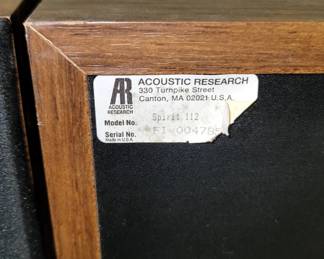 AR
ACOUSTIC RESEARCH
330 Turnpike Street
Canton, MA 02021 U.S.A.
ACOUSTIC
RESEARCH
Model No. Spirit 112
Serial No.
Made in U.S.A.